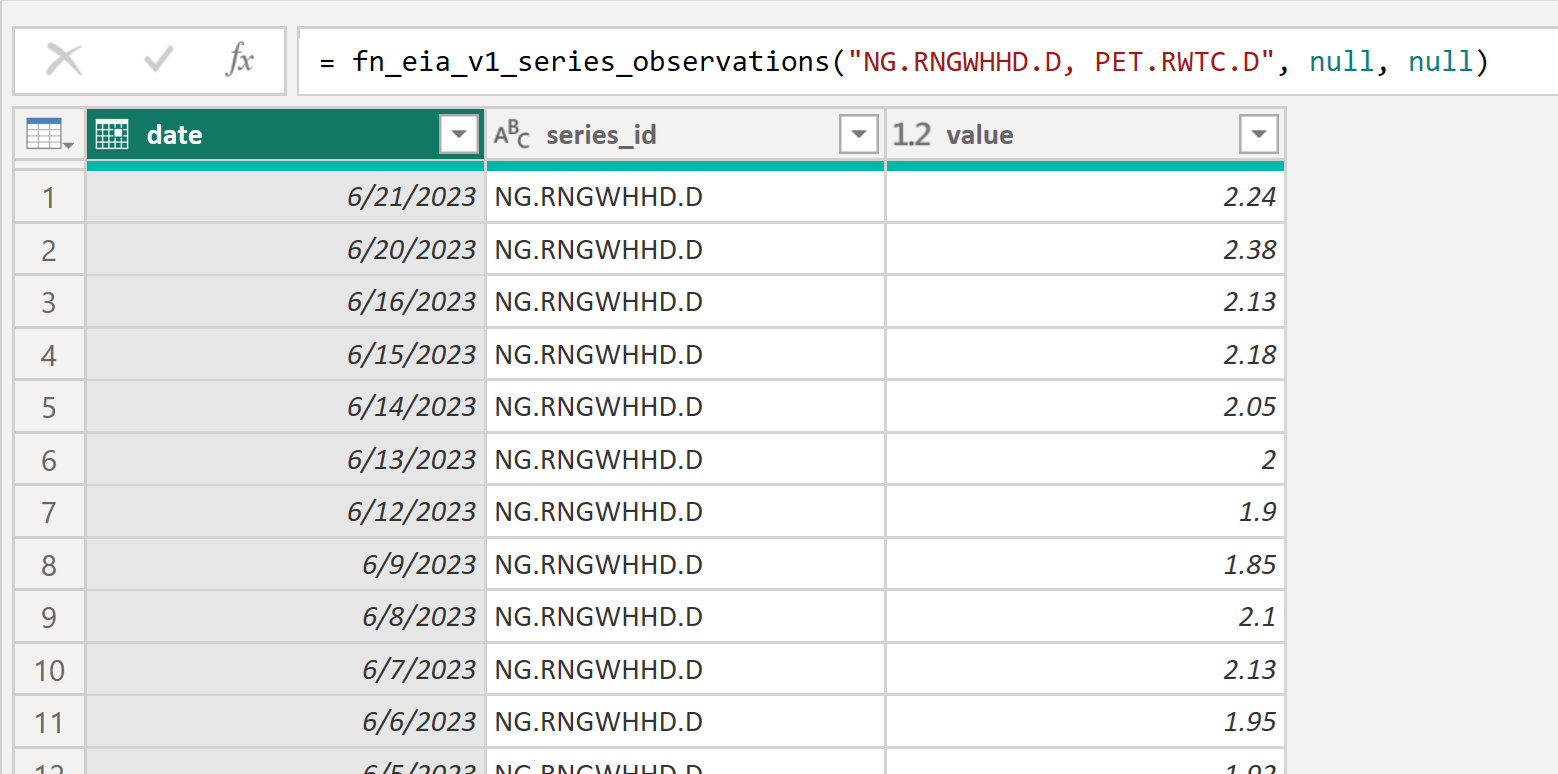 fx = fn_eia_v1_series_observations("NG.RNGWHHD.D, PET.RWTC.D", null, null)
date ABC series_id 1.2 value
1 6/21/2023 NG.RNGWHHD.D 2.24
2 6/20/2023 NG.RNGWHHD.D 2.38
3 6/16/2023 NG.RNGWHHD.D 2.13
4 6/15/2023 NG.RNGWHHD.D 2.18
5 6/14/2023 NG.RNGWHHD.D 2.05
6 6/13/2023 NG.RNGWHHD.D 2
7 6/12/2023 NG.RNGWHHD.D 1.9
8 6/9/2023 NG.RNGWHHD.D 1.85
9 6/8/2023 NG.RNGWHHD.D 2.1
10 6/7/2023 NG.RNGWHHD.D 2.13
11 6/6/2023 NG.RNGWHHD.D 1.95
12 6/5/2023 NG.RNGWHHD.D 1.92